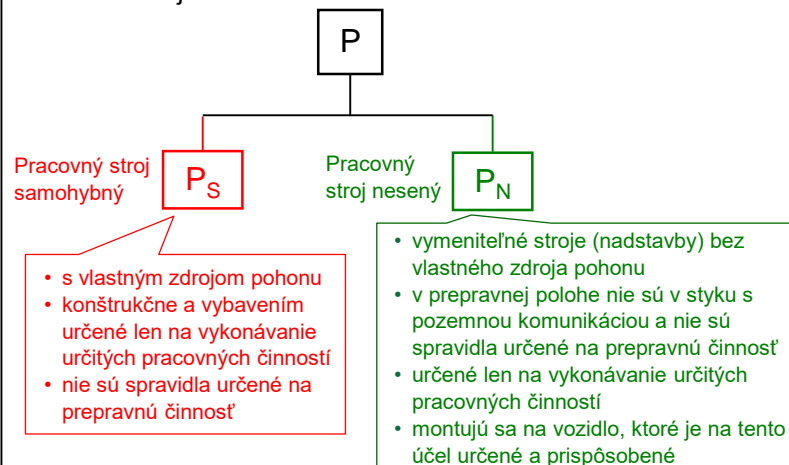 P
Pracovný stroj
samohybný
P_S
Pracovný
stroj nesený
P_N
• s vlastným zdrojom pohonu
• konštrukčne a vybavením
určené len na vykonávanie
určitých pracovných činností
• nie sú spravidla určené na
prepravnú činnosť
• vymeniteľné stroje (nadstavby) bez
vlastného zdroja pohonu
• v prepravnej polohe nie sú v styku s
pozemnou komunikáciou a nie sú
spravidla určené na prepravnú činnosť
• určené len na vykonávanie určitých
pracovných činností
• montujú sa na vozidlo, ktoré je na tento
účel určené a prispôsobené